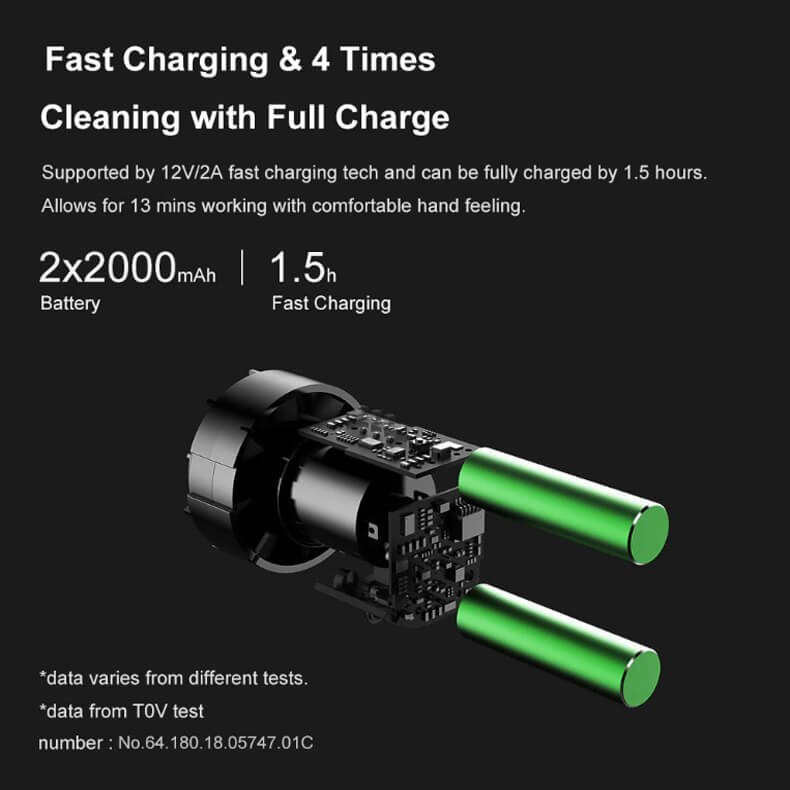 Fast Charging & 4 Times
Cleaning with Full Charge
Supported by 12V/2A fast charging tech and can be fully charged by 1.5 hours.
Allows for 13 mins working with comfortable hand feeling.
2x2000mAh | 1.5h
Battery Fast Charging
*data varies from different tests.
*data from T0V test
number : No.64.180.18.05747.01C